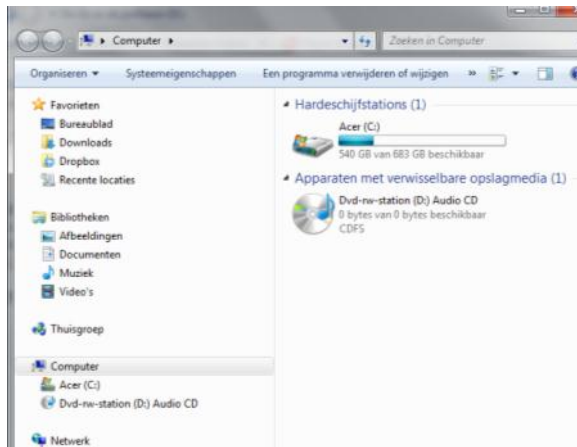 Computer
Zoeken in Computer
Organiseren
Systeemeigenschappen
Een programma verwijderen of wijzigen
»
Favorieten
Bureaublad
Downloads
Dropbox
Recente locaties
Bibliotheken
Afbeeldingen
Documenten
Muziek
Video's
Thuisgroep
Computer
Acer (C:)
Dvd-rw-station (D:) Audio CD
Netwerk
Hardeschijfstations (1)
Acer (C:)
540 GB van 683 GB beschikbaar
Apparaten met verwisselbare opslagmedia (1)
Dvd-rw-station (D:) Audio CD
0 bytes van 0 bytes beschikbaar
CDFS